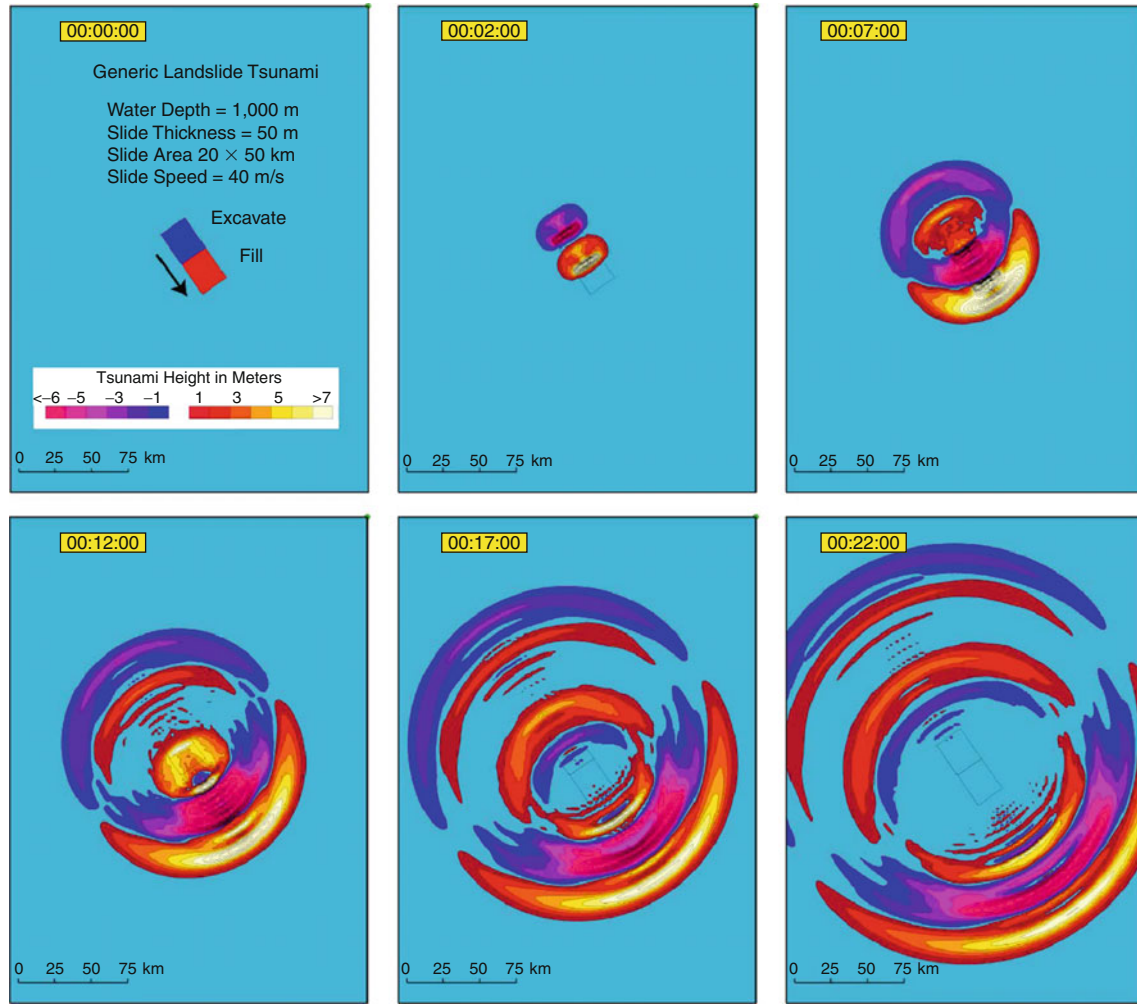 00:00:00
Generic Landslide Tsunami
Water Depth = 1,000 m
Slide Thickness = 50 m
Slide Area 20 × 50 km
Slide Speed = 40 m/s
Excavate
Fill
Tsunami Height in Meters
<–6 –5 –3 –1 1 3 5 >7
0 25 50 75 km
00:02:00
0 25 50 75 km
00:07:00
0 25 50 75 km
00:12:00
0 25 50 75 km
00:17:00
0 25 50 75 km
00:22:00
0 25 50 75 km